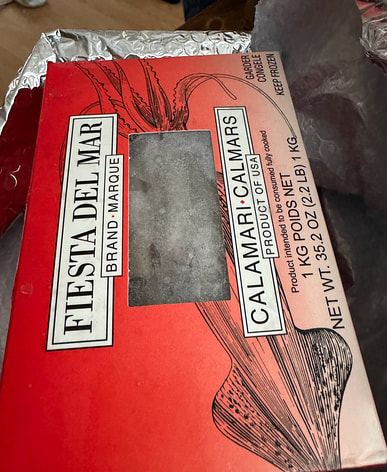 GARDER
CONGELÉ
KEEP FROZEN
FIESTA DEL MAR
BRAND • MARQUE
CALAMARI • CALMARS
PRODUCT OF USA
Product intended to be consumed fully cooked
1 KG POIDS NET
NET WT. 35.2 OZ (2.2 LB) 1 KG